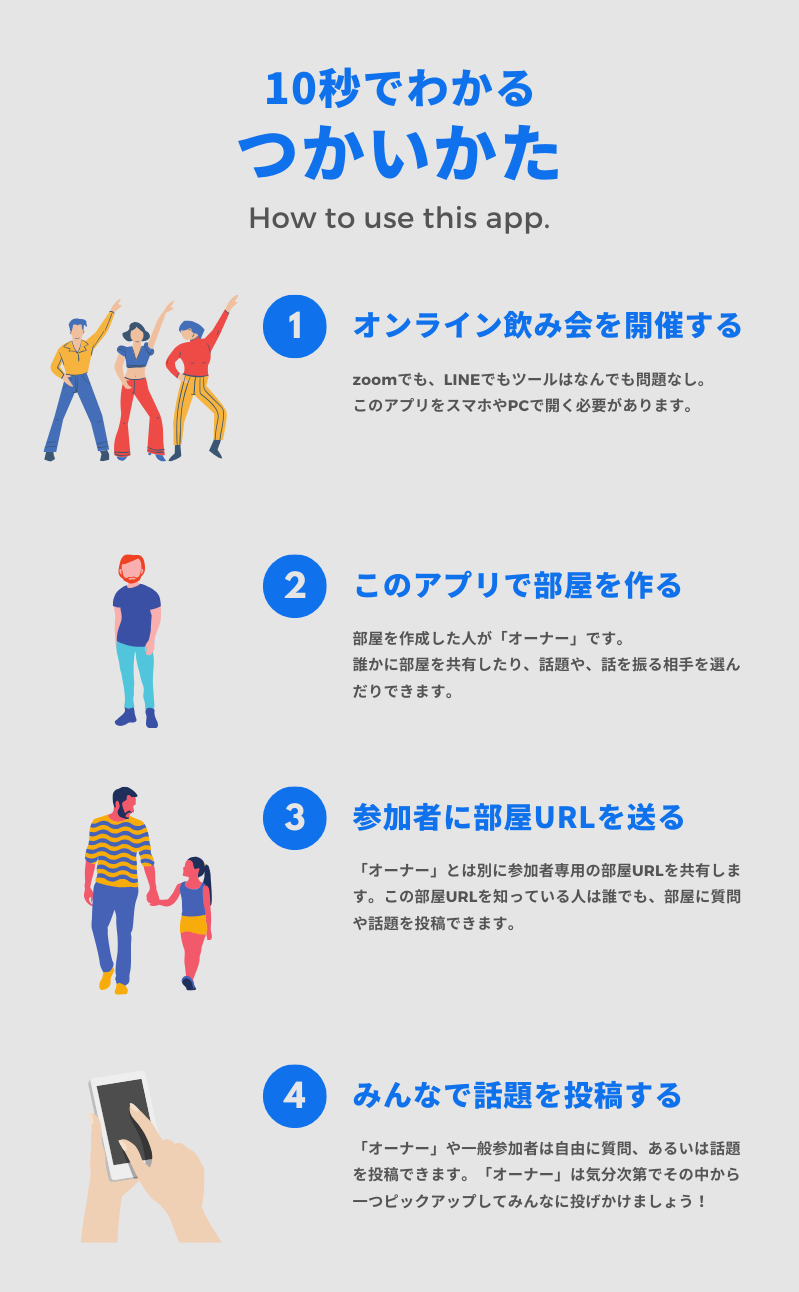 10秒でわかる
つかいかた
How to use this app.
1
オンライン飲み会を開催する
zoomでも、LINEでもツールはなんでも問題なし。
このアプリをスマホやPCで開く必要があります。
2
このアプリで部屋を作る
部屋を作成した人が「オーナー」です。
誰かに部屋を共有したり、話題や、話を振る相手を選ん
だりできます。
3
参加者に部屋URLを送る
「オーナー」とは別に参加者専用の部屋URLを共有しま
す。この部屋URLを知っている人は誰でも、部屋に質問
や話題を投稿できます。
4
みんなで話題を投稿する
「オーナー」や一般参加者は自由に質問、あるいは話題
を投稿できます。「オーナー」は気分次第でその中から
一つピックアップしてみんなに投げかけましょう！